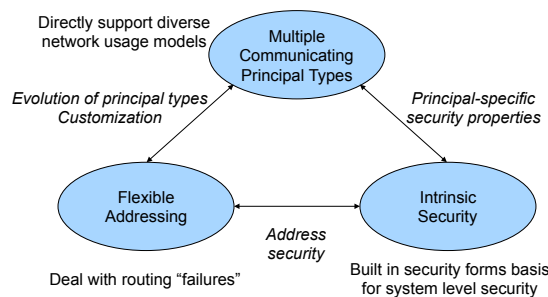 Directly support diverse
network usage models
Multiple
Communicating
Principal Types
Evolution of principal types
Customization
Principal-specific
security properties
Flexible
Addressing
Intrinsic
Security
Address
security
Deal with routing “failures”
Built in security forms basis
for system level security